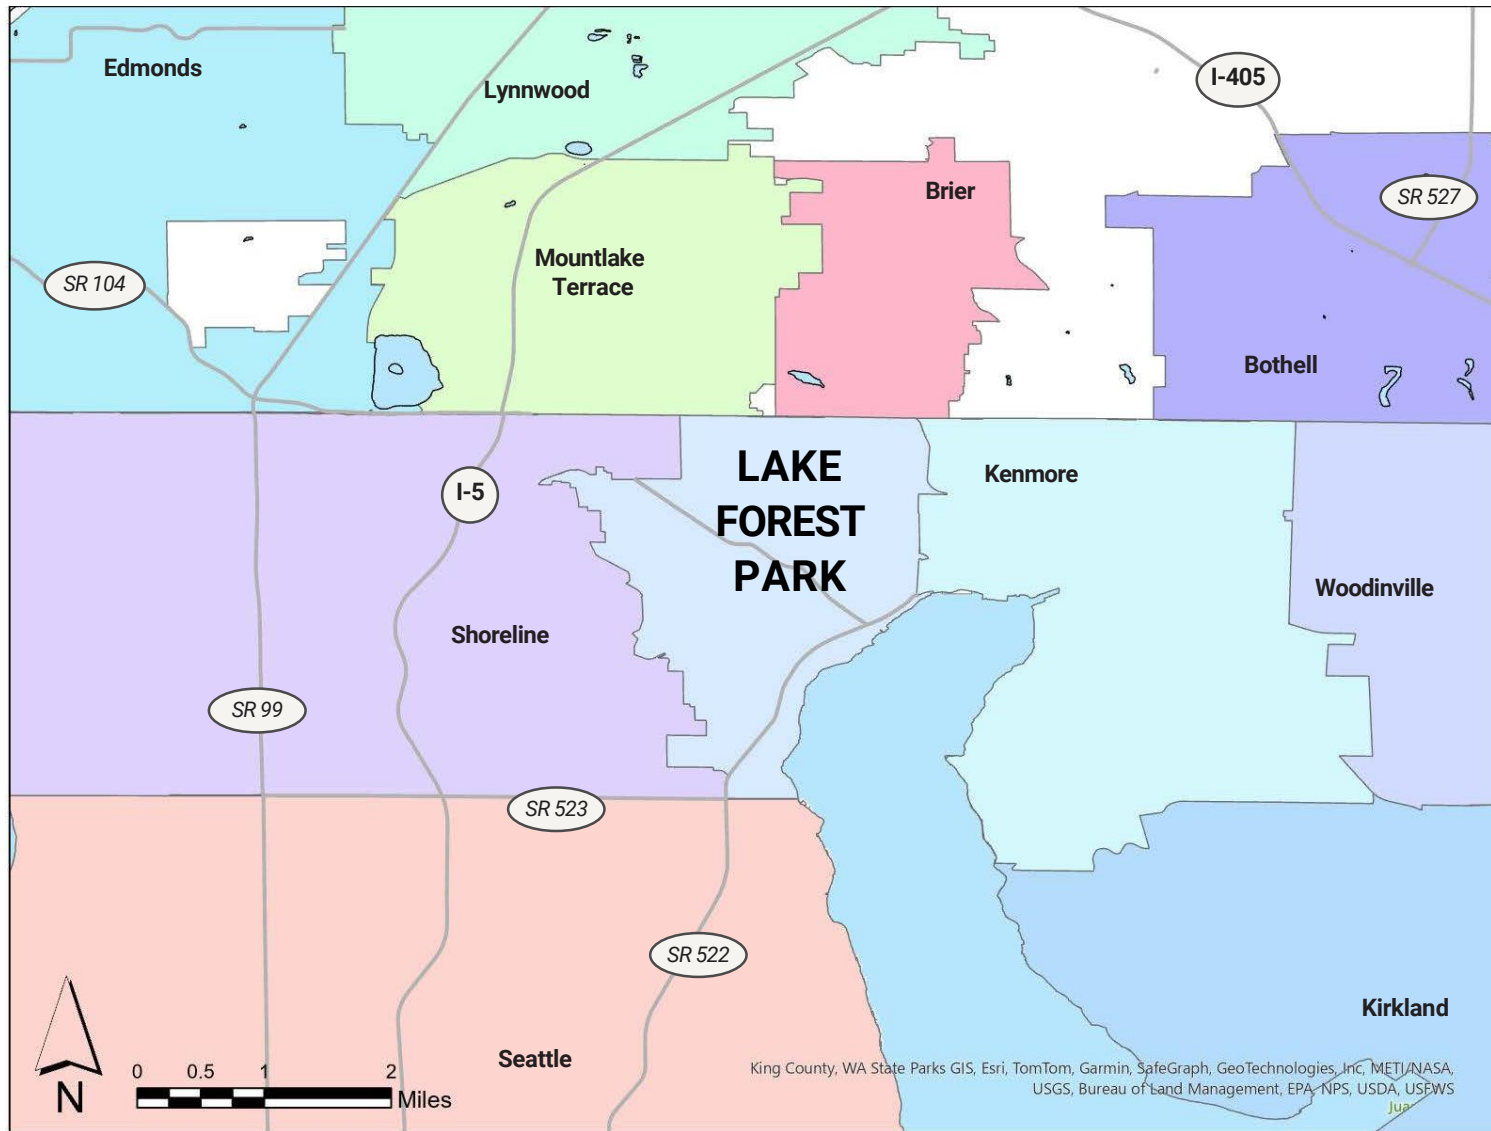 Edmonds
Lynnwood
I-405
Brier
SR 527
Mountlake
Terrace
SR 104
Bothell
LAKE
FOREST
PARK
Kenmore
I-5
Woodinville
Shoreline
SR 99
SR 523
SR 522
Kirkland
Seattle
0 0.5 1 2
Miles
N
King County, WA State Parks GIS, Esri, TomTom, Garmin, SafeGraph, GeoTechnologies, Inc, METI/NASA,
USGS, Bureau of Land Management, EPA, NPS, USDA, USFWS